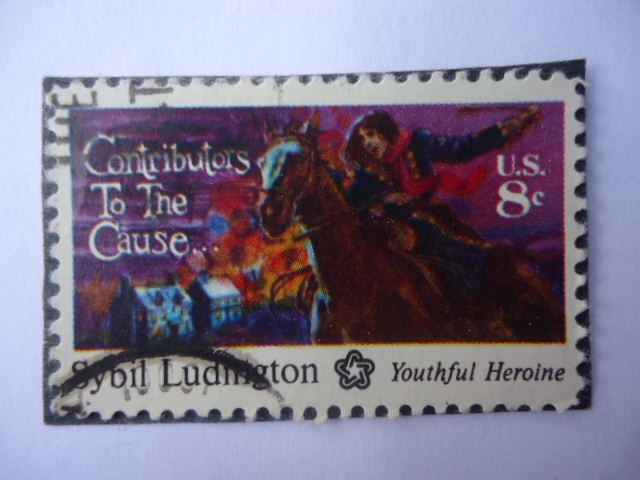 Contributors
To The
Cause...
U.S.
8c
Sybil Ludington
Youthful Heroine